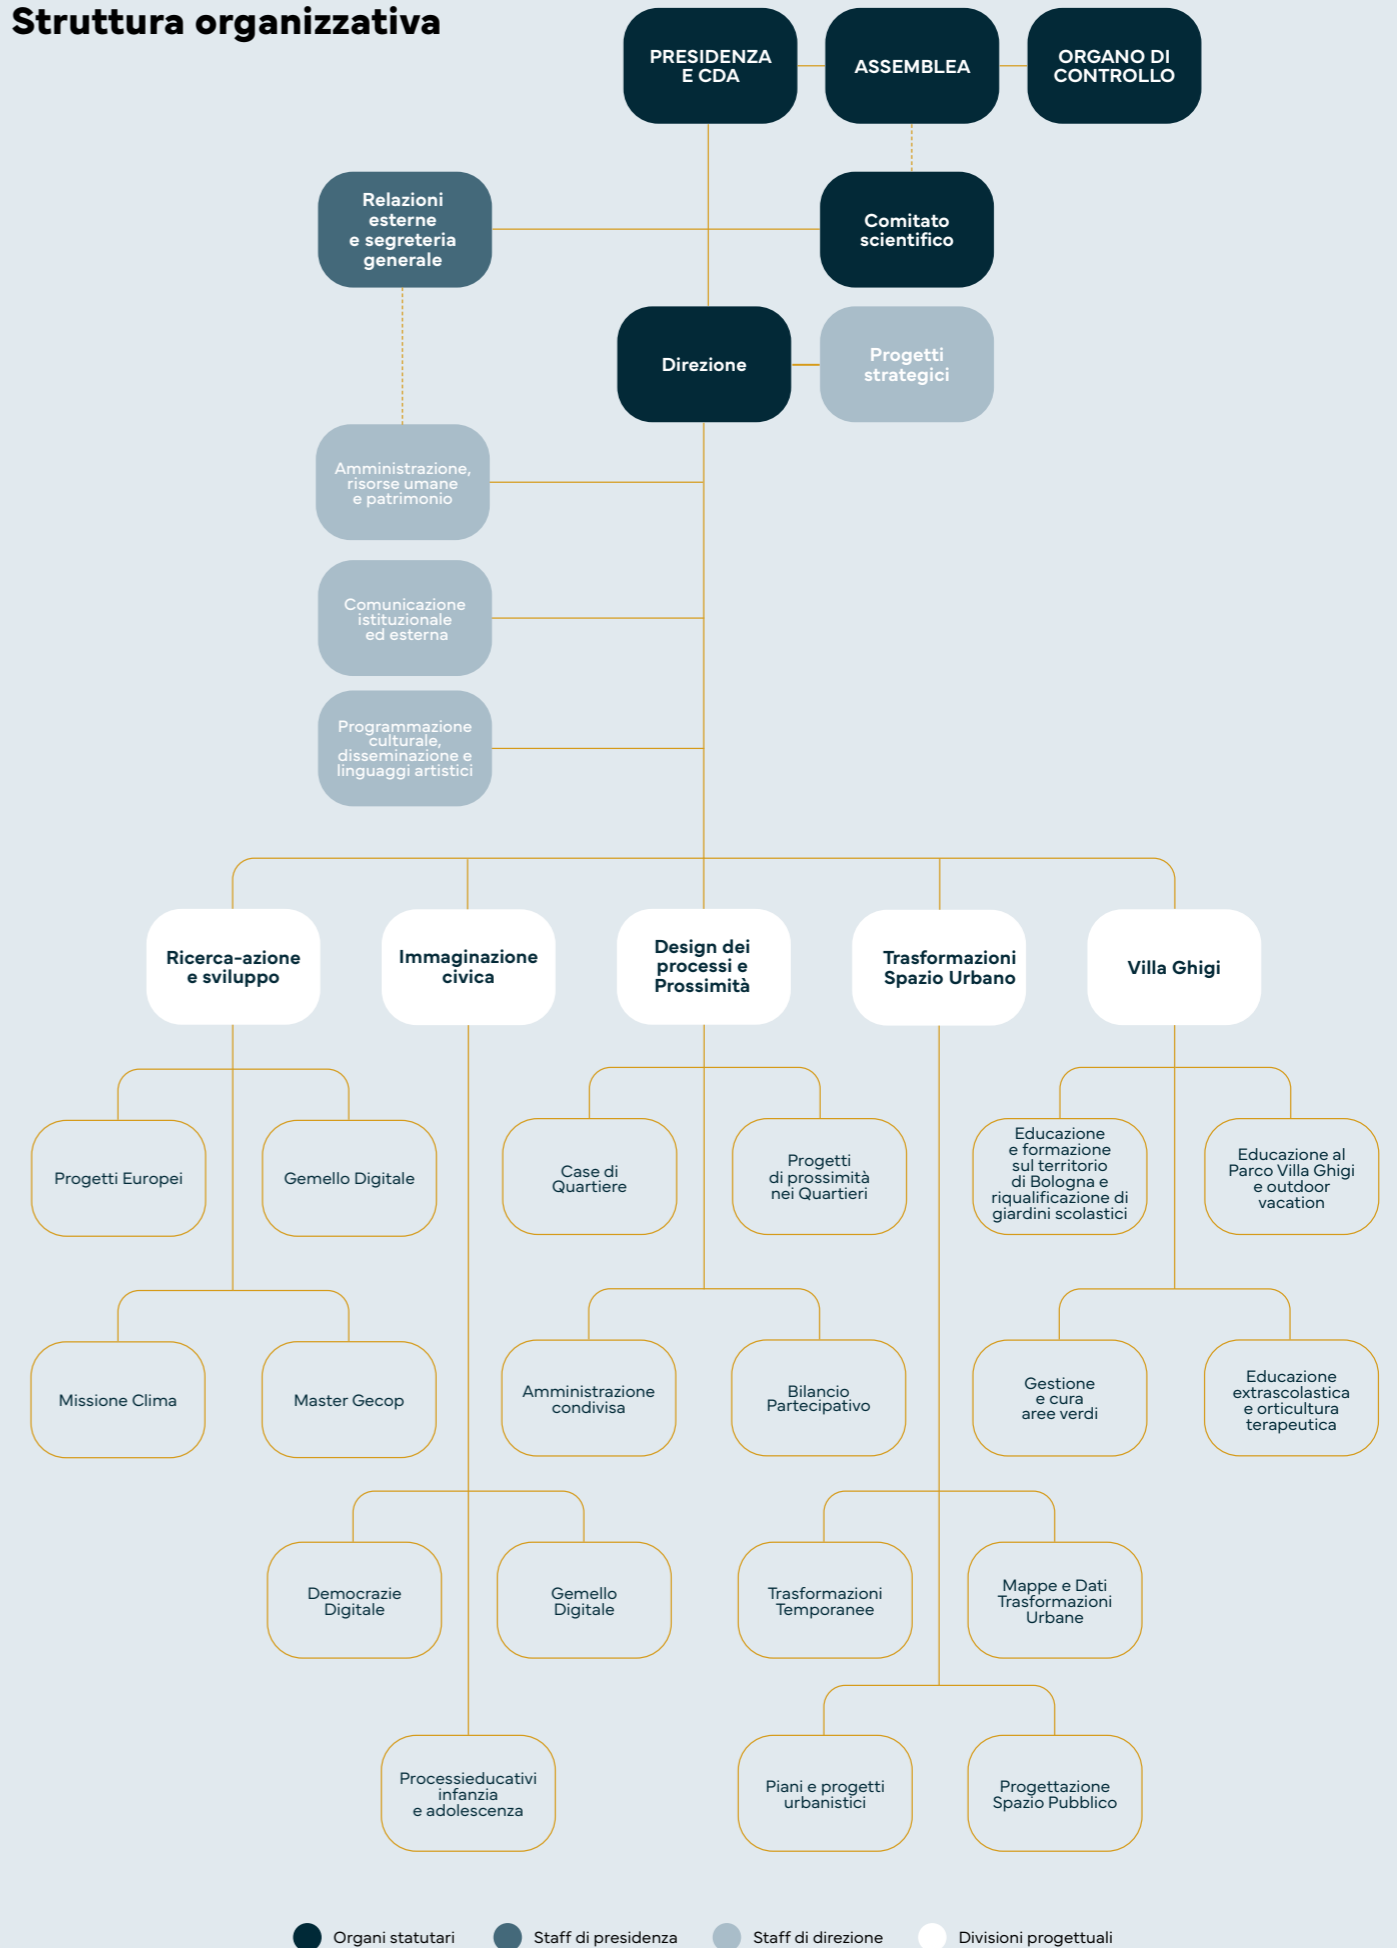 Struttura organizzativa
PRESIDENZA
E CDA
ASSEMBLEA
ORGANO DI
CONTROLLO
Relazioni
esterne
e segreteria
generale
Comitato
scientifico
Direzione
Progetti
strategici
Amministrazione,
risorse umane
e patrimonio
Comunicazione
istituzionale
ed esterna
Programmazione
culturale,
disseminazione e
linguaggi artistici
Ricerca-azione
e sviluppo
Immaginazione
civica
Design dei
processi e
Prossimità
Trasformazioni
Spazio Urbano
Villa Ghigi
Progetti Europei
Gemello Digitale
Case di
Quartiere
Progetti
di prossimità
nei Quartieri
Educazione
e formazione
sul territorio
di Bologna e
riqualificazione di
giardini scolastici
Educazione al
Parco Villa Ghigi
e outdoor
vacation
Missione Clima
Master Gecop
Amministrazione
condivisa
Bilancio
Partecipativo
Gestione
e cura
aree verdi
Educazione
extrascolastica
e orticultura
terapeutica
Democrazie
Digitale
Gemello
Digitale
Trasformazioni
Temporanee
Mappe e Dati
Trasformazioni
Urbane
Processieducativi
infanzia
e adolescenza
Piani e progetti
urbanistici
Progettazione
Spazio Pubblico
Organi statutari
Staff di presidenza
Staff di direzione
Divisioni progettuali